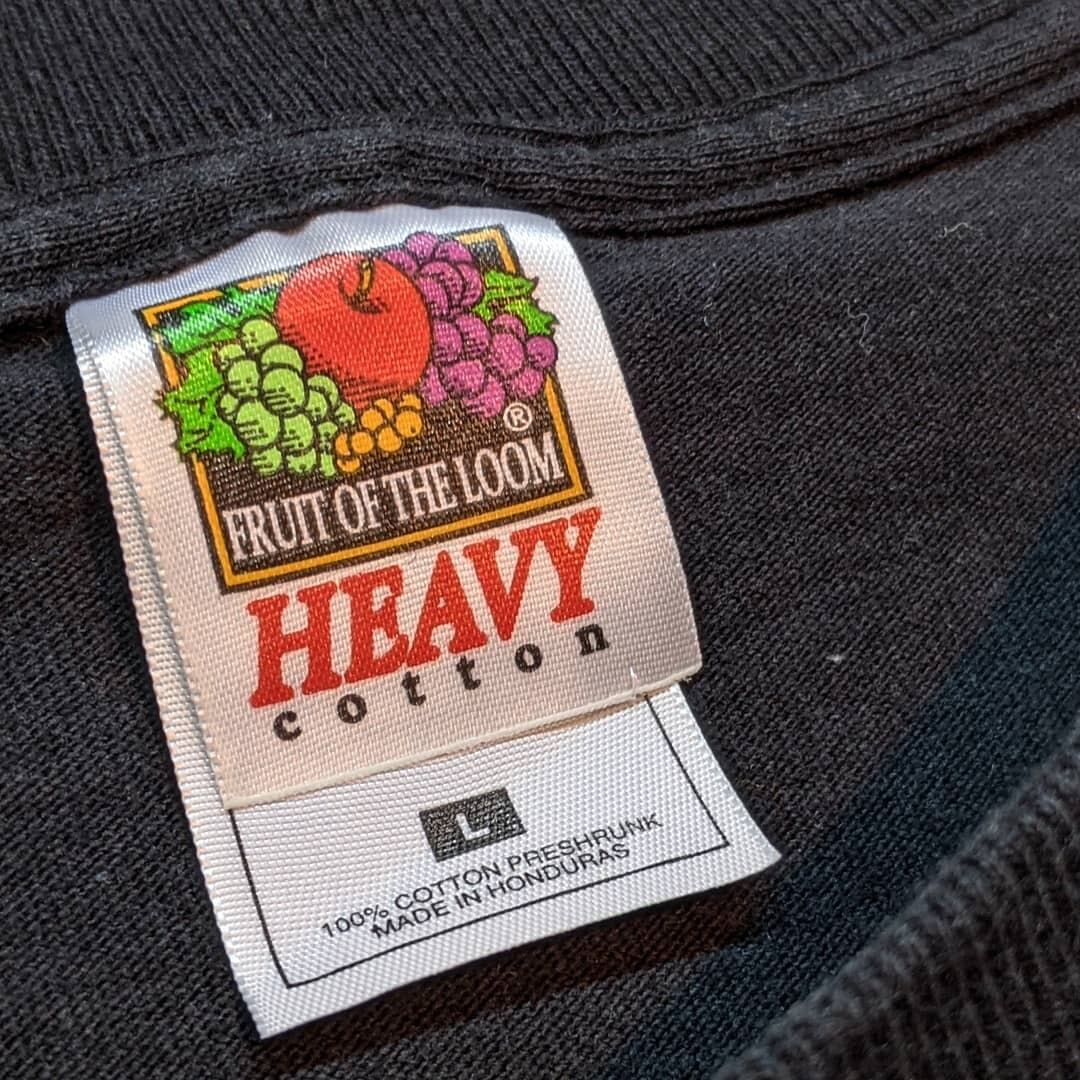 ®
FRUIT OF THE LOOM
HEAVY
cotton
L
100% COTTON PRESHRUNK
MADE IN HONDURAS